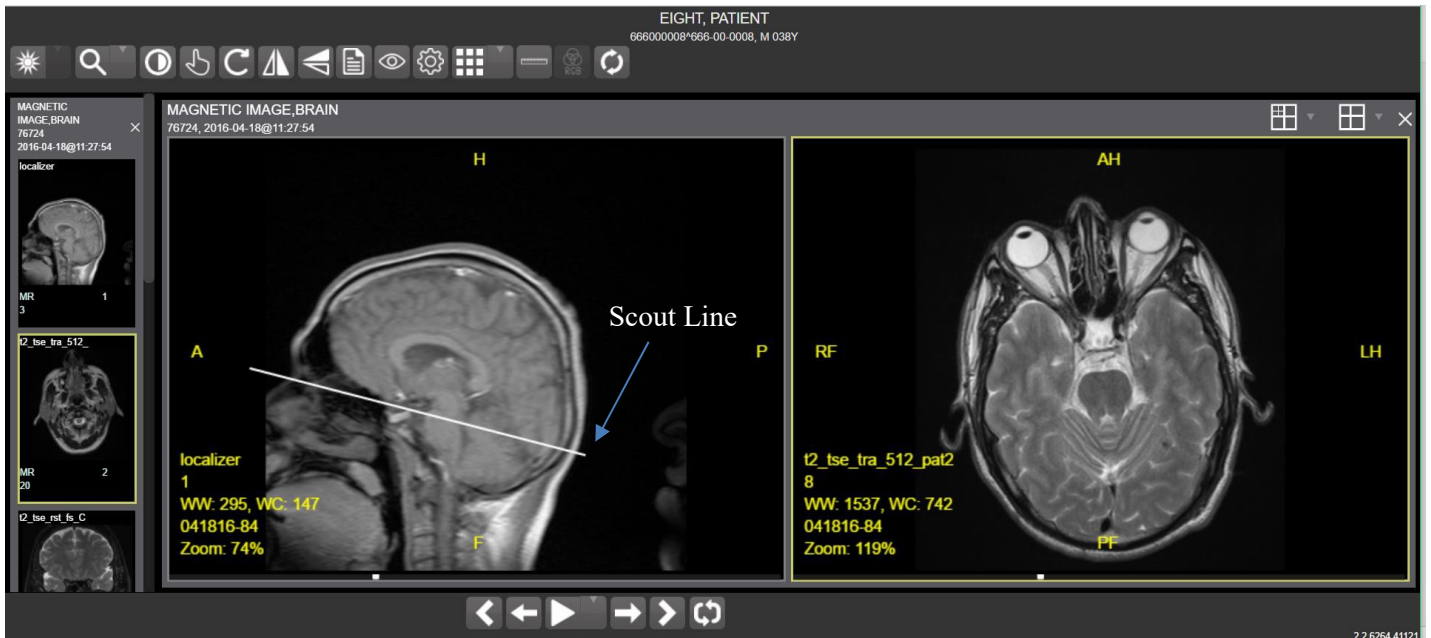 EIGHT, PATIENT
666000008^666-00-0008, M 038Y
RGB
MAGNETIC
IMAGE,BRAIN
76724
2016-04-18@11:27:54
localizer
MR 1
3
t2_tse_tra_512_
MR 2
20
t2_tse_rst_fs_C
MAGNETIC IMAGE,BRAIN
76724, 2016-04-18@11:27:54
H
A
P
Scout Line
localizer
1
WW: 295, WC: 147
041816-84
Zoom: 74%
F
AH
RF
LH
t2_tse_tra_512_pat2
8
WW: 1537, WC: 742
041816-84
Zoom: 119%
PF
2.2.6264.41121